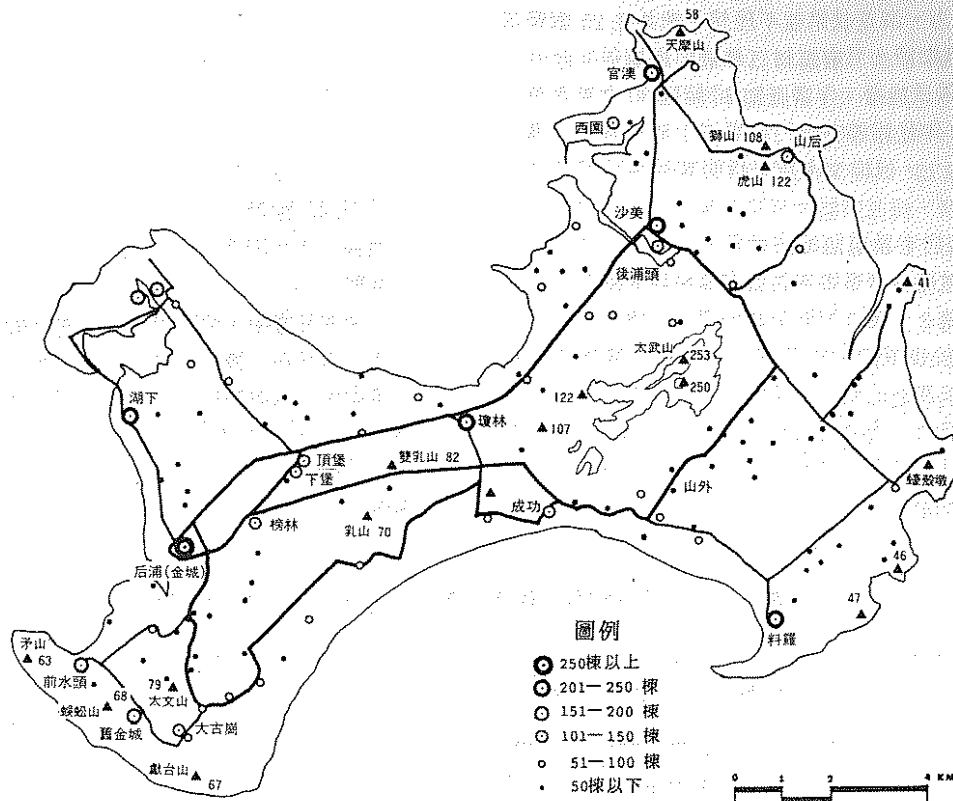 58
天摩山
官澳
西園
獅山 108
山后
虎山 122
沙美
後浦頭
41
太武山
253
250
122
107
湖下
瓊林
頂堡
下堡
雙乳山 82
山外
成功
榜林
乳山 70
蠔殼墩
后浦(金城)
46
47
料羅
矛山
63
前水頭
68
79
太文山
蜈蚣山
舊金城
大古崗
獻台山
67
圖例
250棟以上
201—250 棟
151—200 棟
101—150 棟
51—100 棟
50棟以下
0 1 2 4 KM